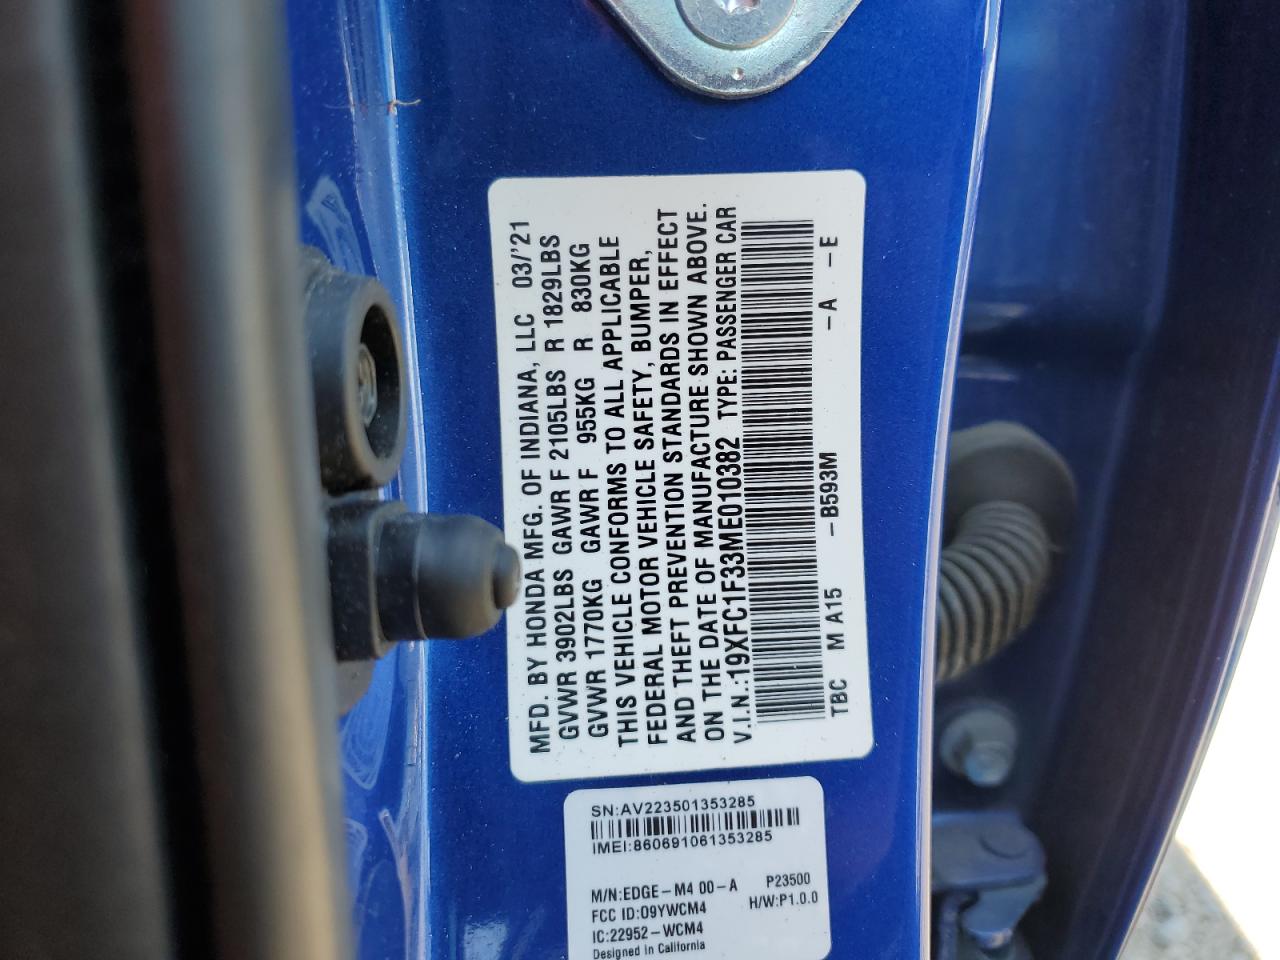 MFD. BY HONDA MFG. OF INDIANA, LLC 03/'21
GVWR 3902LBS GAWR F 2105LBS R 1829LBS
GVWR 1770KG GAWR F 955KG R 830KG
THIS VEHICLE CONFORMS TO ALL APPLICABLE
FEDERAL MOTOR VEHICLE SAFETY, BUMPER,
AND THEFT PREVENTION STANDARDS IN EFFECT
ON THE DATE OF MANUFACTURE SHOWN ABOVE.
V.I.N.:19XFC1F33ME010382 TYPE: PASSENGER CAR
TBC M A15 -B593M -A -E
SN:AV223501353285
IMEI:860691061353285
M/N:EDGE-M4 00-A P23500
FCC ID:O9YWCM4 H/W:P1.0.0
IC:22952-WCM4
Designed in California